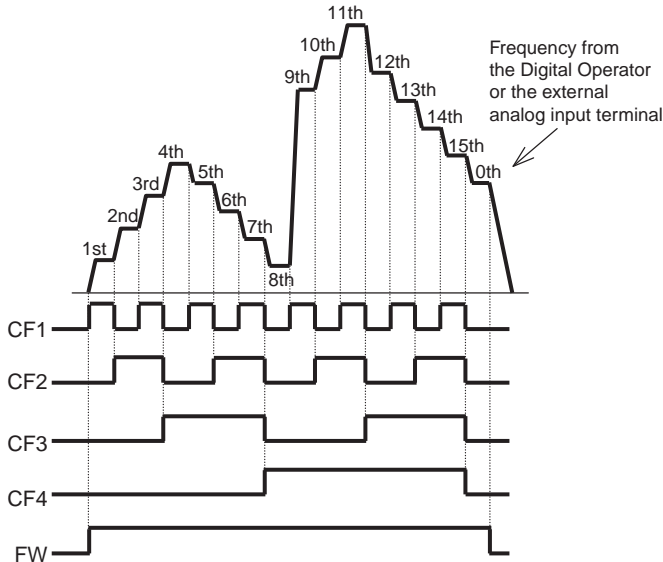 11th
10th
12th
9th
13th
14th
15th
0th
Frequency from
the Digital Operator
or the external
analog input terminal
4th
3rd
5th
2nd
6th
1st
7th
8th
CF1
CF2
CF3
CF4
FW